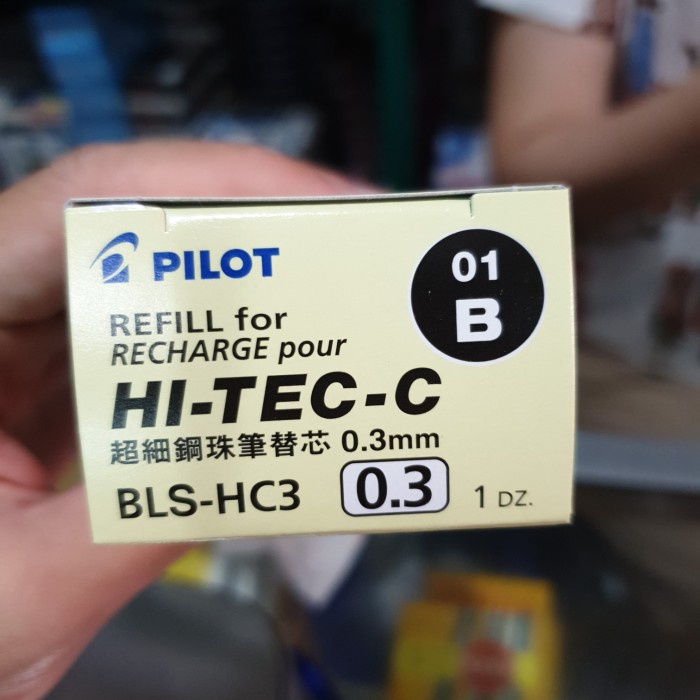 PILOT
01
B
REFILL for
RECHARGE pour
HI-TEC-C
超細鋼珠筆替芯 0.3mm
BLS-HC3 0.3 1 DZ.